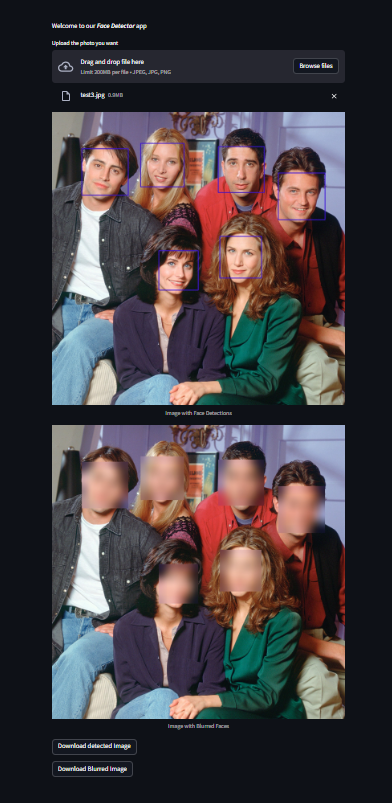 Welcome to our Face Detector app
Upload the photo you want
Drag and drop file here
Limit 200MB per file • JPEG, JPG, PNG
Browse files
test3.jpg 0.9MB
Image with Face Detections
Image with Blurred Faces
Download detected Image
Download Blurred Image